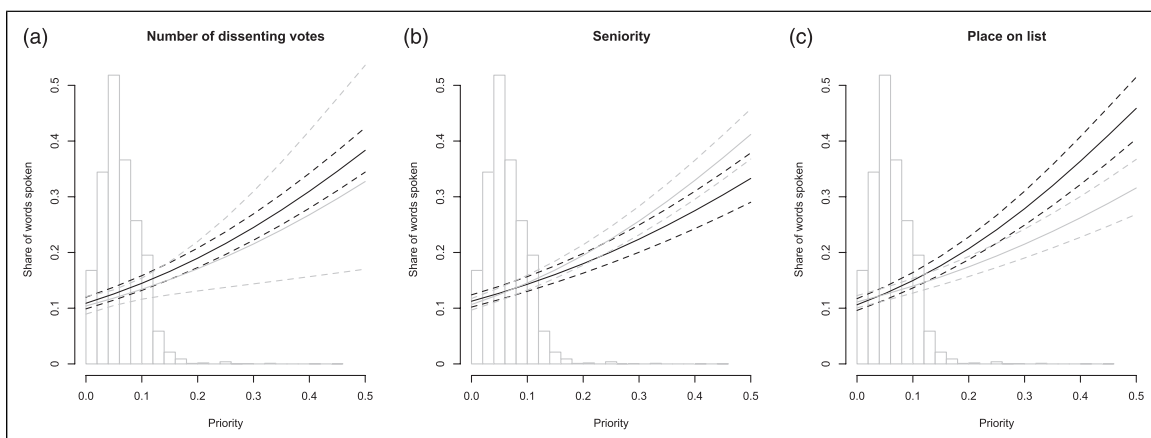 (a) Number of dissenting votes
Share of words spoken
0.5
0.4
0.3
0.2
0.1
0
0.0 0.1 0.2 0.3 0.4 0.5
Priority
(b) Seniority
Share of words spoken
0.5
0.4
0.3
0.2
0.1
0
0.0 0.1 0.2 0.3 0.4 0.5
Priority
(c) Place on list
Share of words spoken
0.5
0.4
0.3
0.2
0.1
0
0.0 0.1 0.2 0.3 0.4 0.5
Priority